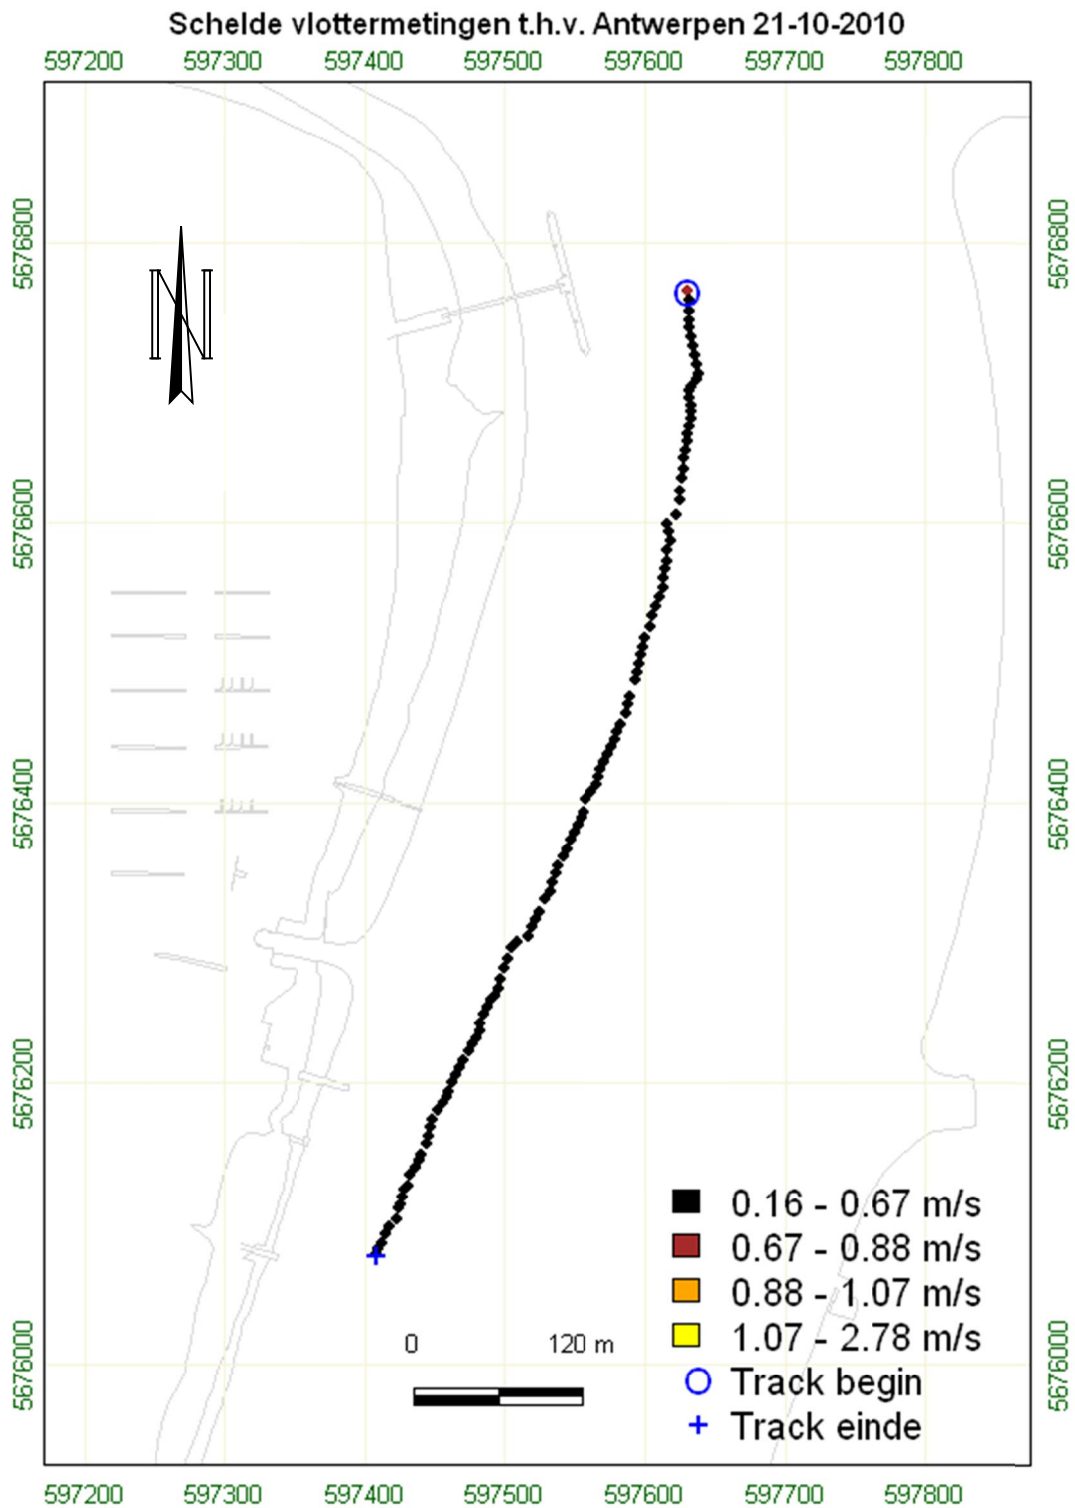 Schelde vlottermetingen t.h.v. Antwerpen 21-10-2010
597200 597300 597400 597500 597600 597700 597800
5676800 5676800
N
5676600 5676600
5676400 5676400
5676200 5676200
0.16 - 0.67 m/s
0.67 - 0.88 m/s
0.88 - 1.07 m/s
1.07 - 2.78 m/s
0 120 m
5676000 5676000
Track begin
Track einde
597200 597300 597400 597500 597600 597700 597800